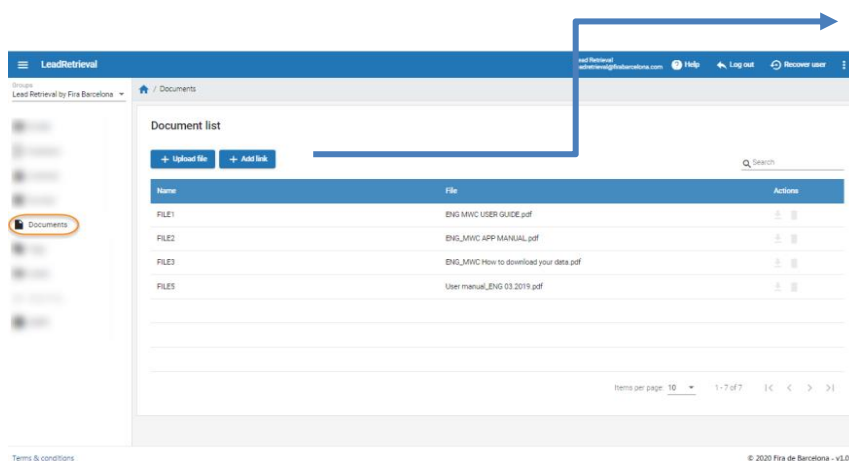 LeadRetrieval
Lead Retrieval
leadretrieval@firabarcelona.com
Help
Log out
Recover user
Groups
Lead Retrieval by Fira Barcelona
/ Documents
Document list
+ Upload file
+ Add link
Search
Name File Actions
FILE1 ENG MWC USER GUIDE.pdf
FILE2 ENG_MWC APP MANUAL.pdf
FILE3 ENG_MWC How to download your data.pdf
FILE5 User manual_ENG 03.2019.pdf
Documents
Items per page: 10 1 - 7 of 7
Terms & conditions
© 2020 Fira de Barcelona - v1.0